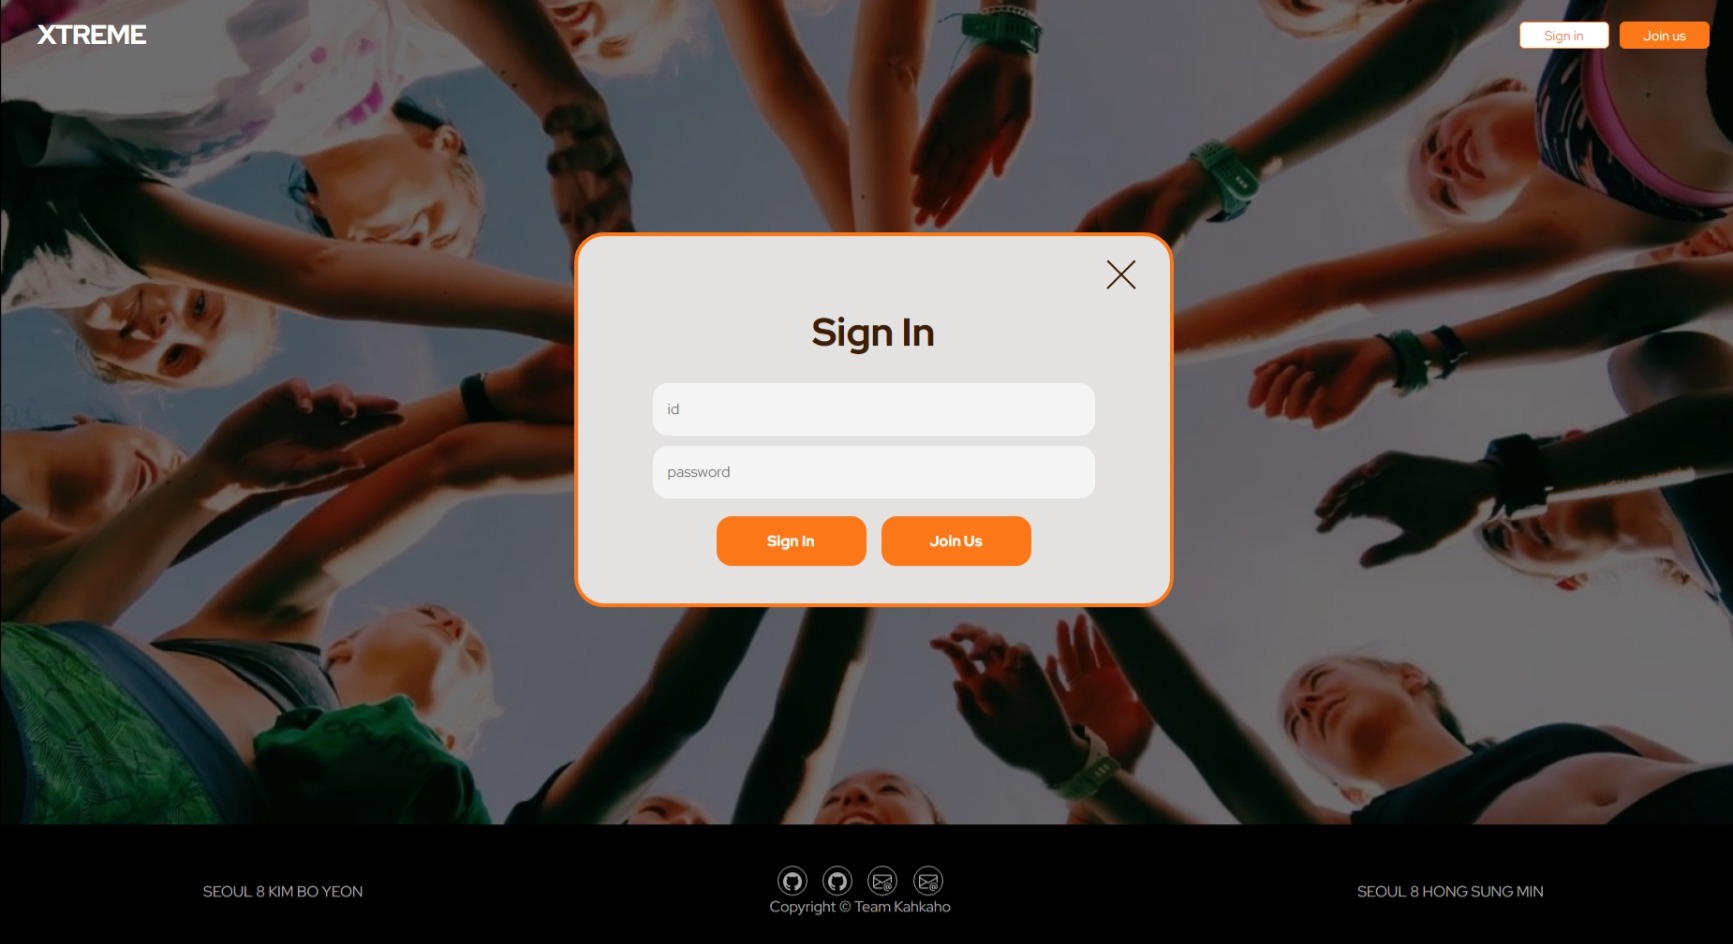 XTREME
Sign in
Join us
Sign In
id
password
Sign In
Join Us
SEOUL 8 KIM BO YEON
Copyright © Team Kahkaho
SEOUL 8 HONG SUNG MIN